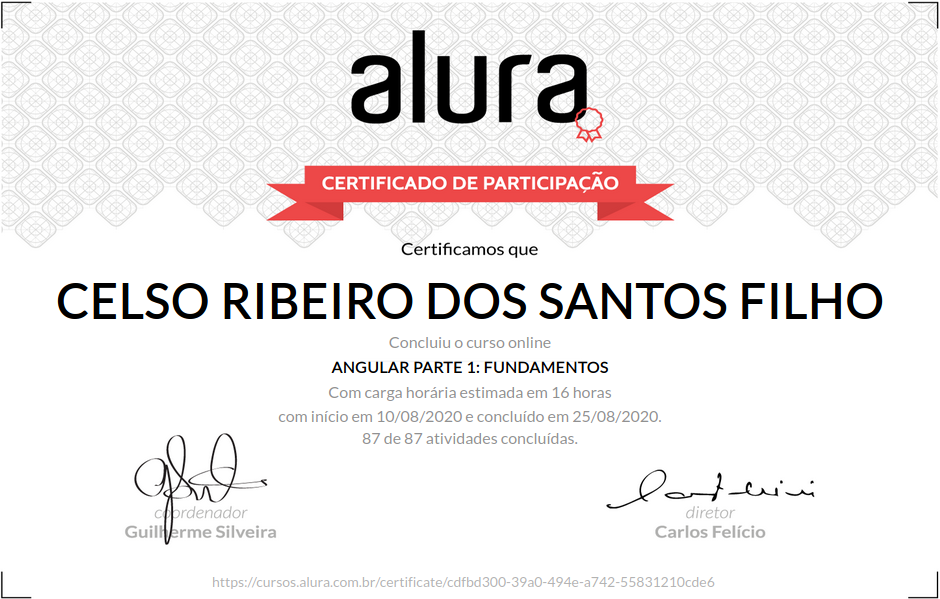 alura
CERTIFICADO DE PARTICIPAÇÃO
Certificamos que
CELSO RIBEIRO DOS SANTOS FILHO
Concluiu o curso online
ANGULAR PARTE 1: FUNDAMENTOS
Com carga horária estimada em 16 horas
com início em 10/08/2020 e concluído em 25/08/2020.
87 de 87 atividades concluídas.
coordenador
Guilherme Silveira
diretor
Carlos Felício
https://cursos.alura.com.br/certificate/cdfbd300-39a0-494e-a742-55831210cde6